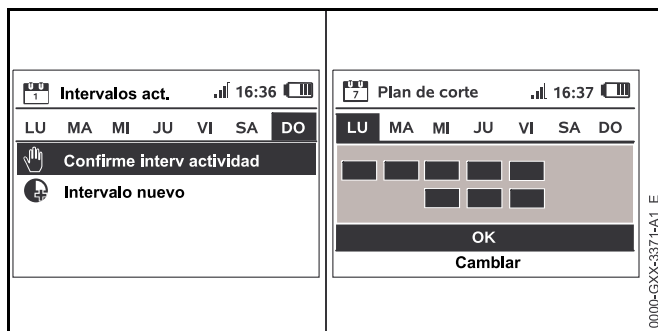 1 Intervalos act. 16:36
LU MA MI JU VI SA DO
Confirme interv actividad
Intervalo nuevo
7 Plan de corte 16:37
LU MA MI JU VI SA DO
OK
Camblar
0000-GXX-3371-A1_E